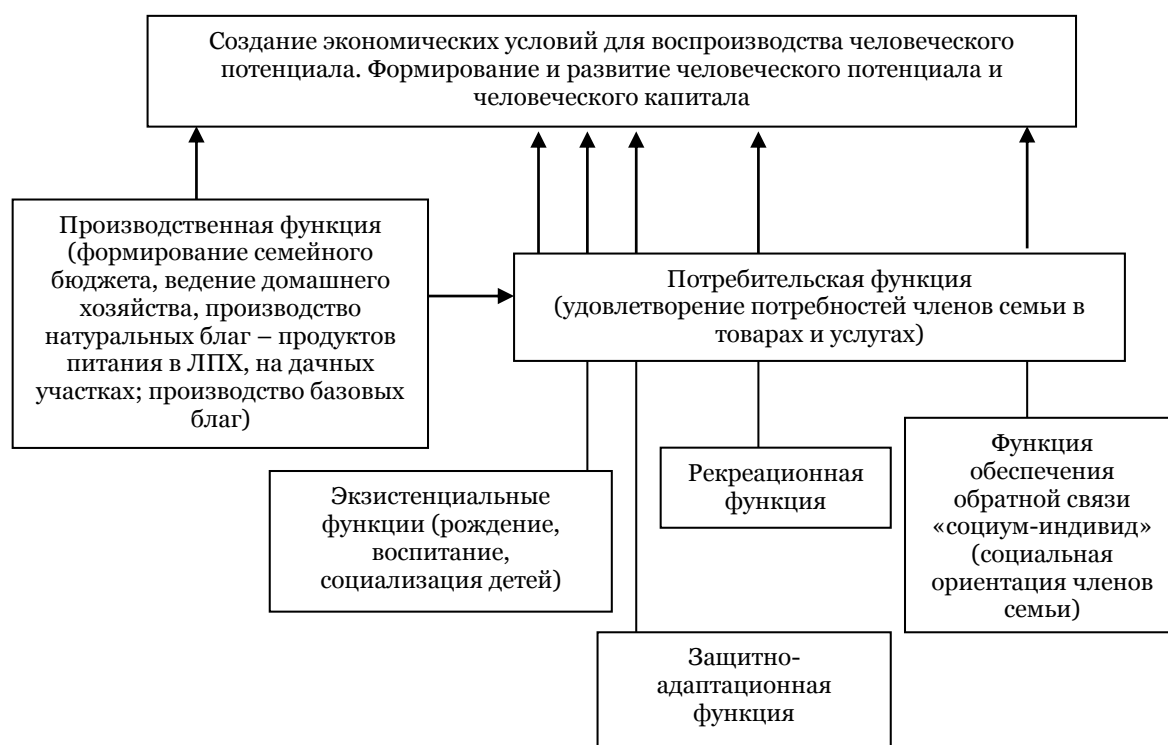 Создание экономических условий для воспроизводства человеческого
потенциала. Формирование и развитие человеческого потенциала и
человеческого капитала
Производственная функция
(формирование семейного
бюджета, ведение домашнего
хозяйства, производство
натуральных благ – продуктов
питания в ЛПХ, на дачных
участках; производство базовых
благ)
Потребительская функция
(удовлетворение потребностей членов семьи в
товарах и услугах)
Экзистенциальные
функции (рождение,
воспитание,
социализация детей)
Рекреационная
функция
Функция
обеспечения
обратной связи
«социум-индивид»
(социальная
ориентация членов
семьи)
Защитно-
адаптационная
функция